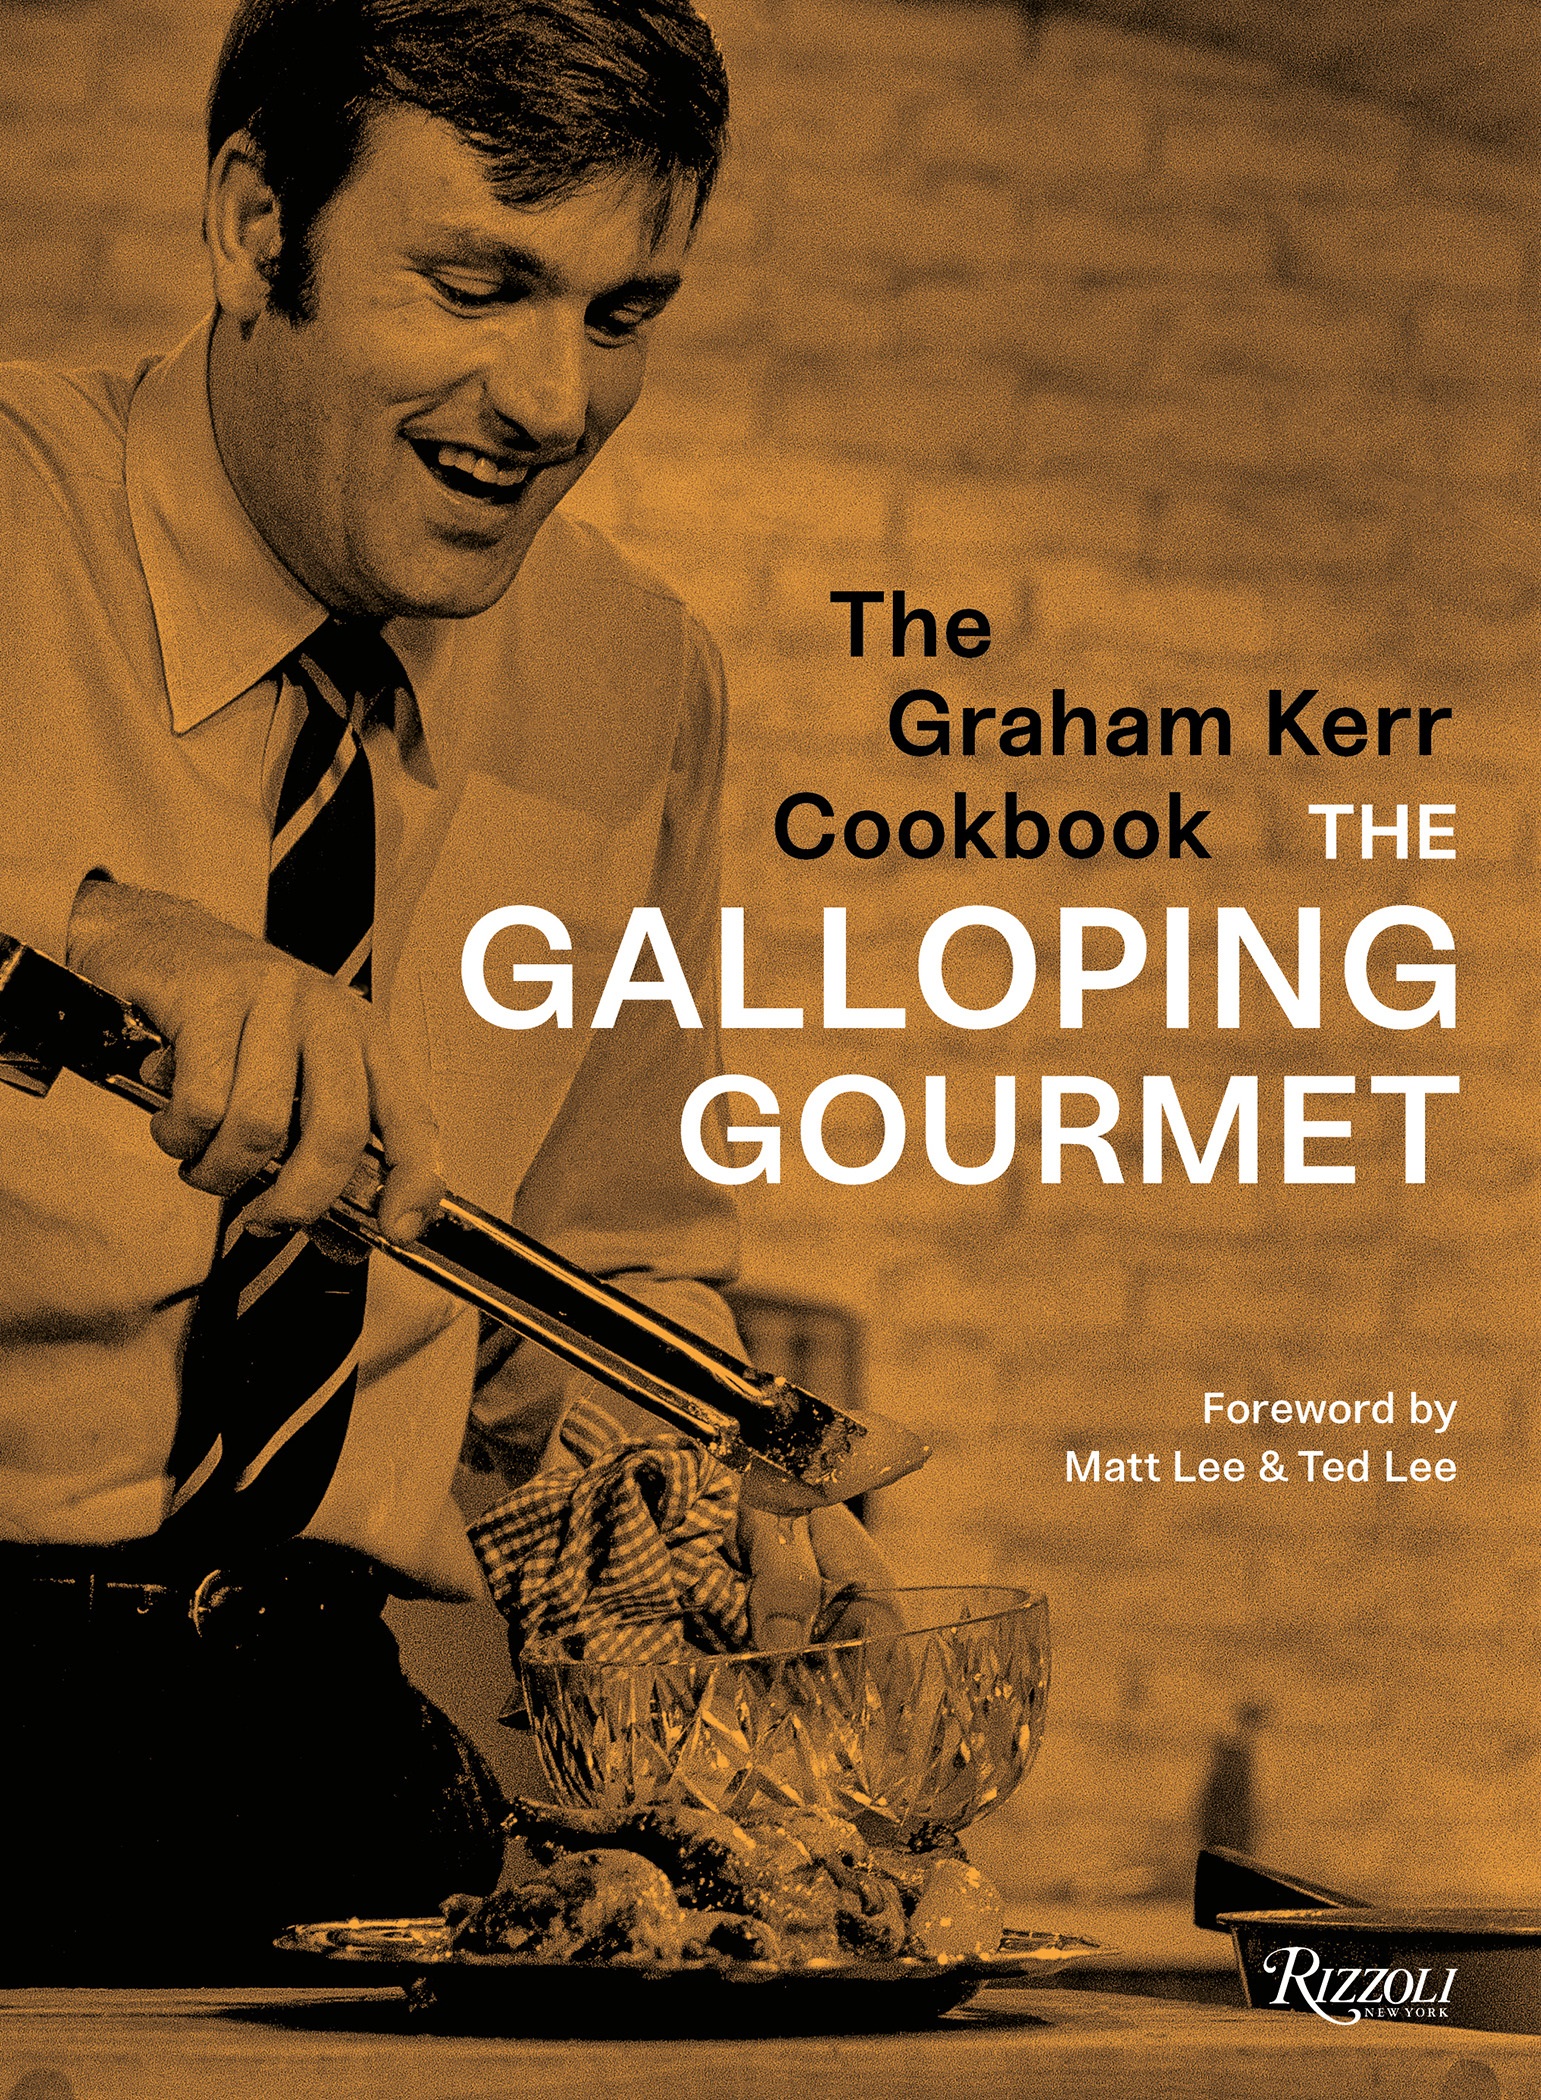 The
Graham Kerr
Cookbook THE
GALLOPING
GOURMET
Foreword by
Matt Lee & Ted Lee
RIZZOLI
NEW YORK